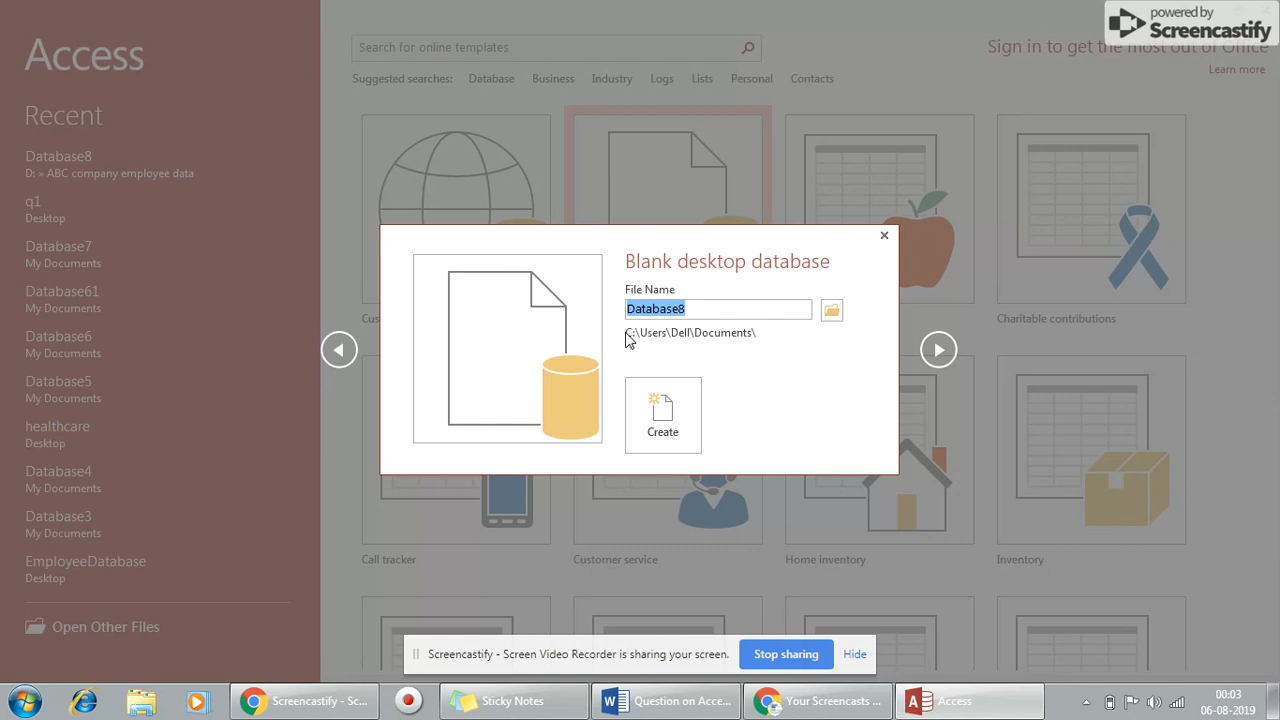 powered by
Screencastify
Access
Search for online templates
Sign in to get the most out of Office
Suggested searches: Database Business Industry Logs Lists Personal Contacts
Learn more
Recent
Database8
D: » ABC company employee data
q1
Desktop
Database7
My Documents
Database61
My Documents
Database6
My Documents
Database5
My Documents
healthcare
Desktop
Database4
My Documents
Database3
My Documents
EmployeeDatabase
Desktop
Open Other Files
Blank desktop database
File Name
Database8
C:\Users\Dell\Documents\
Create
Cus
Charitable contributions
Call tracker
Customer service
Home inventory
Inventory
Screencastify - Screen Video Recorder is sharing your screen. Stop sharing Hide
Screencastify - Sc...
Sticky Notes
Question on Acce...
Your Screencasts ...
Access
00:03
06-08-2019